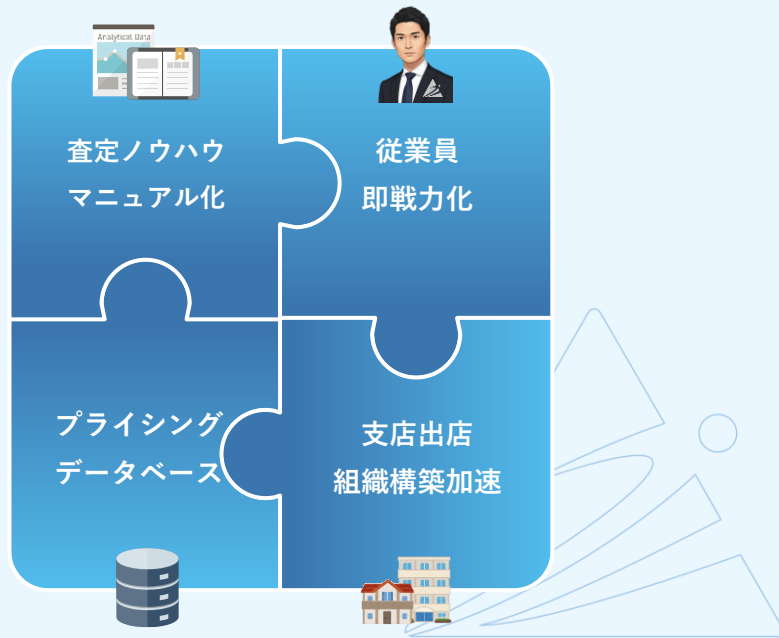 Analytical Data
査定ノウハウ
マニュアル化
従業員
即戦力化
プライシング
データベース
支店出店
組織構築加速